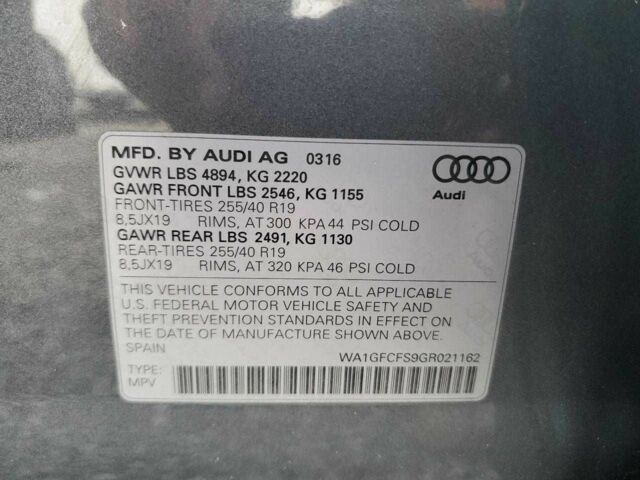 MFD. BY AUDI AG 0316
GVWR LBS 4894, KG 2220
GAWR FRONT LBS 2546, KG 1155
FRONT-TIRES 255/40 R19
8,5JX19 RIMS, AT 300 KPA 44 PSI COLD
GAWR REAR LBS 2491, KG 1130
REAR-TIRES 255/40 R19
8,5JX19 RIMS, AT 320 KPA 46 PSI COLD
Audi
THIS VEHICLE CONFORMS TO ALL APPLICABLE
U.S. FEDERAL MOTOR VEHICLE SAFETY AND
THEFT PREVENTION STANDARDS IN EFFECT ON
THE DATE OF MANUFACTURE SHOWN ABOVE.
SPAIN
WA1GFCFS9GR021162
TYPE:
MPV